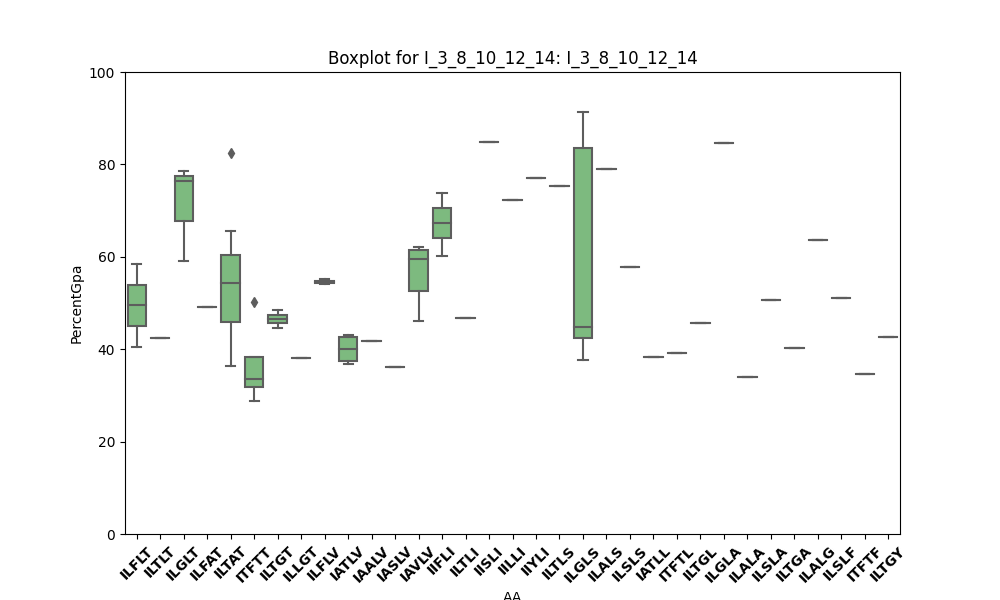 Boxplot for I_3_8_10_12_14: I_3_8_10_12_14
100
80
60
40
20
0
PercentGpa
ILFLT
ILTLT
ILGLT
ILFAT
ILTAT
ITFTT
ILTGT
ILLGT
ILFLV
IATLV
IAALV
IASLV
IAVLV
IIFLI
ILTLI
IISLI
IILLI
IIYLI
ILTLS
ILGLS
ILALS
ILSLS
IATLL
ITFTL
ILTGL
ILGLA
ILALA
ILSLA
ILTGA
ILALG
ILSLF
ITFTF
ILTGY
AA